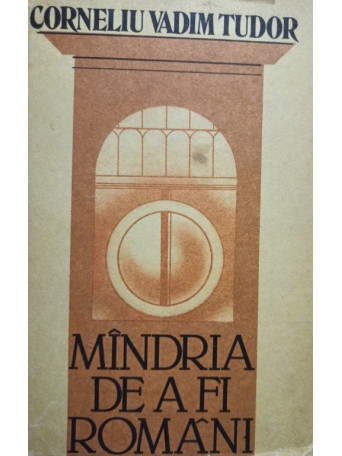 CORNELIU VADIM TUDOR
MÎNDRIA
DE A FI
ROMÂNI